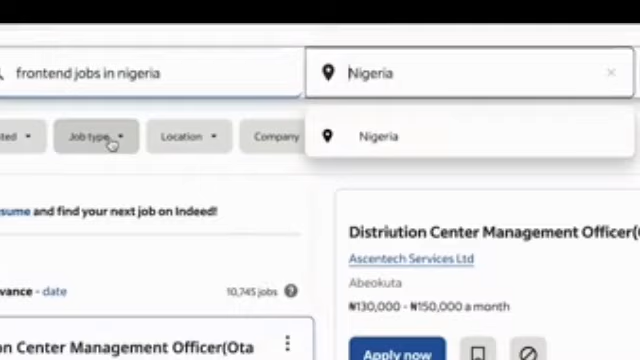 frontend jobs in nigeria
Nigeria
Job type
Location
Company
Nigeria
and find your next job on Indeed!
- date
10,745 jobs
Center Management Officer(Ota
Distriution Center Management Officer(
Ascentech Services Ltd
Abeokuta
₦130,000 - ₦150,000 a month
Apply now